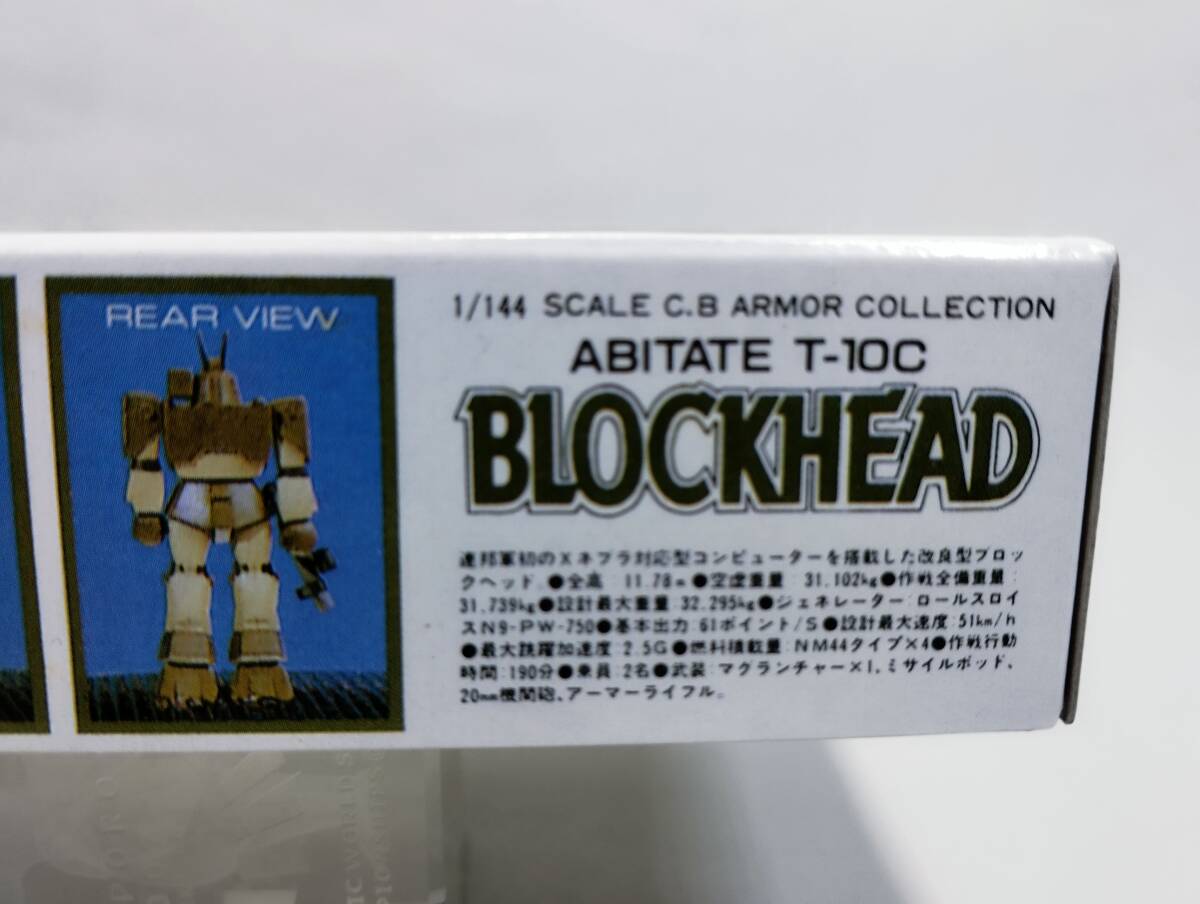 REAR VIEW
1/144 SCALE C.B ARMOR COLLECTION
ABITATE T-10C
BLOCKHEAD
連邦軍初のXネブラ対応型コンピューターを搭載した改良型ブロッ
クヘッド。●全高 11.78m●空虚重量 31,102kg●作戦全備重量:
31,739kg●設計最大重量:32,295kg●ジェネレーター:ロールスロイ
スN9-PW-750●基本出力:61ポイント/S●設計最大速度:51km/h
●最大跳躍加速度:2.5G●燃料積載量:NM44タイプ×4●作戦行動
時間:190分●乗員:2名●武装:マグランチャー×1、ミサイルポッド、
20mm機関砲、アーマーライフル。